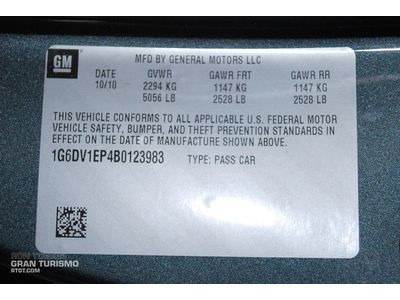 GM
MFD BY GENERAL MOTORS LLC
DATE GVWR GAWR FRT GAWR RR
10/10 2294 KG 1147 KG 1147 KG
5056 LB 2528 LB 2528 LB
THIS VEHICLE CONFORMS TO ALL APPLICABLE U.S. FEDERAL MOTOR
VEHICLE SAFETY, BUMPER, AND THEFT PREVENTION STANDARDS IN
EFFECT ON THE DATE OF MANUFACTURE SHOWN ABOVE.
1G6DV1EP4B0123983 TYPE: PASS CAR
GRAN TURISMO
RTGT.COM